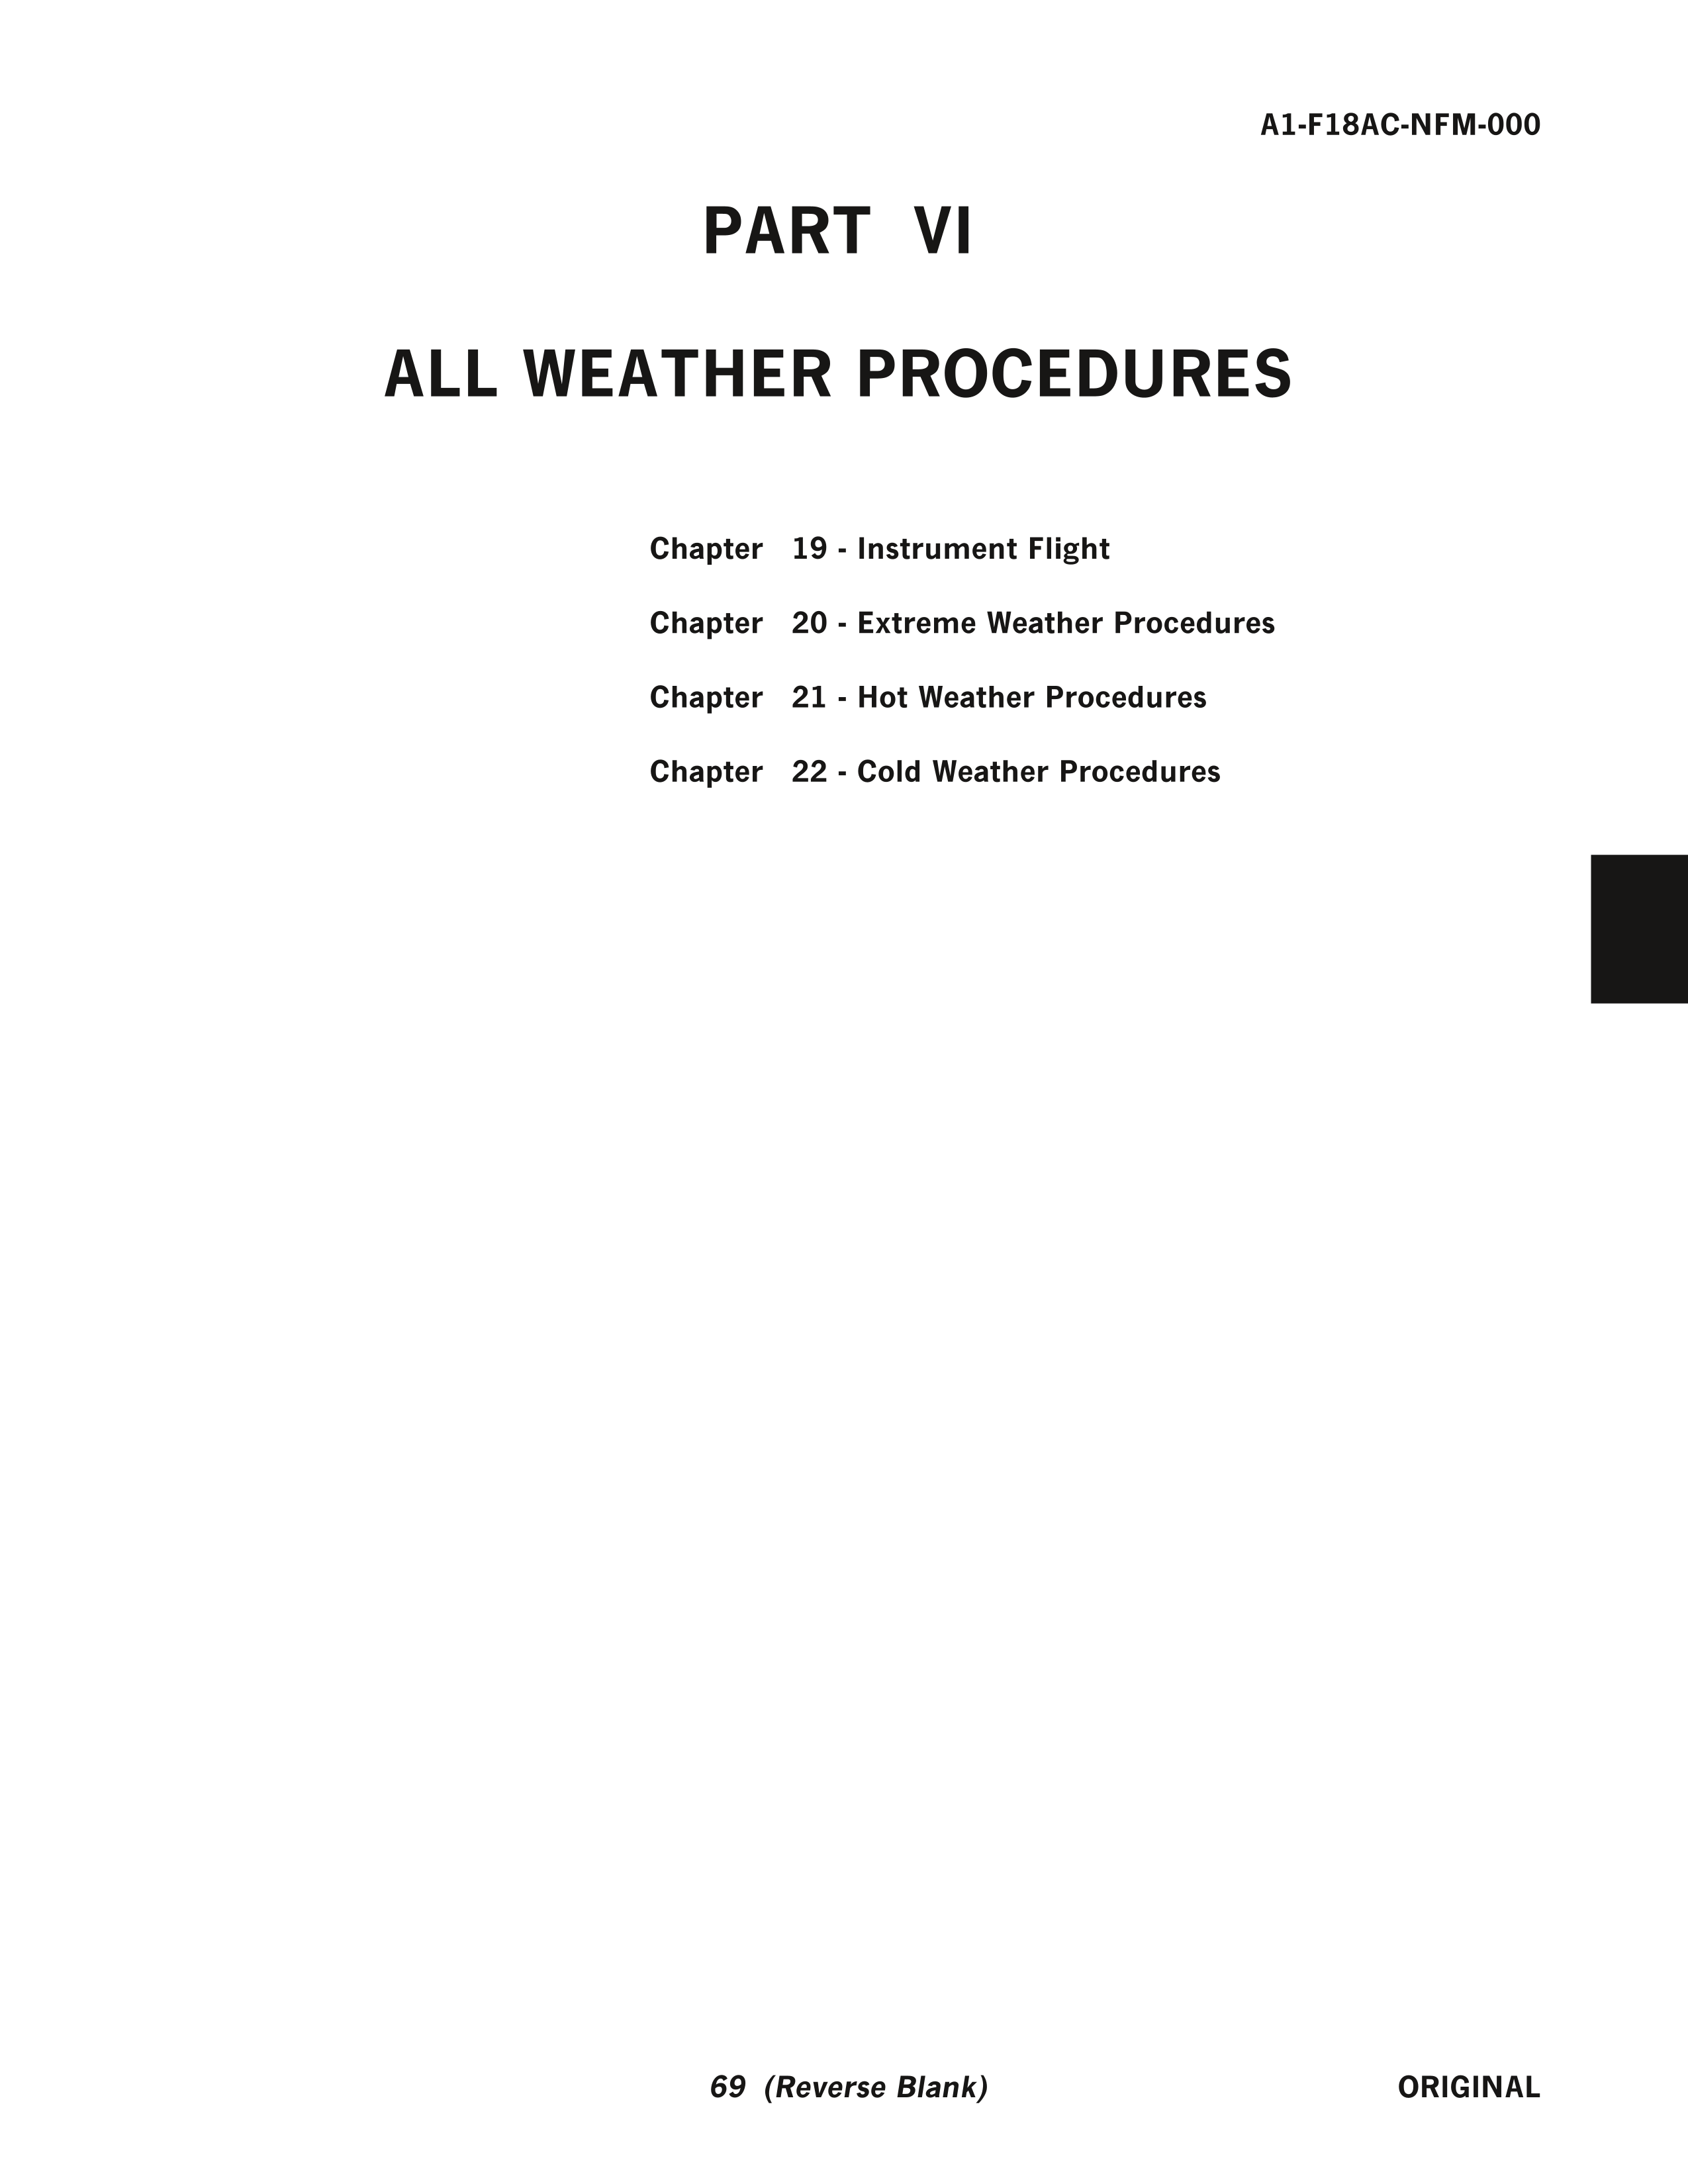 A1-F18AC-NFM-000
PART VI
ALL WEATHER PROCEDURES
Chapter 19 - Instrument Flight
Chapter 20 - Extreme Weather Procedures
Chapter 21 - Hot Weather Procedures
Chapter 22 - Cold Weather Procedures
69 (Reverse Blank)
ORIGINAL